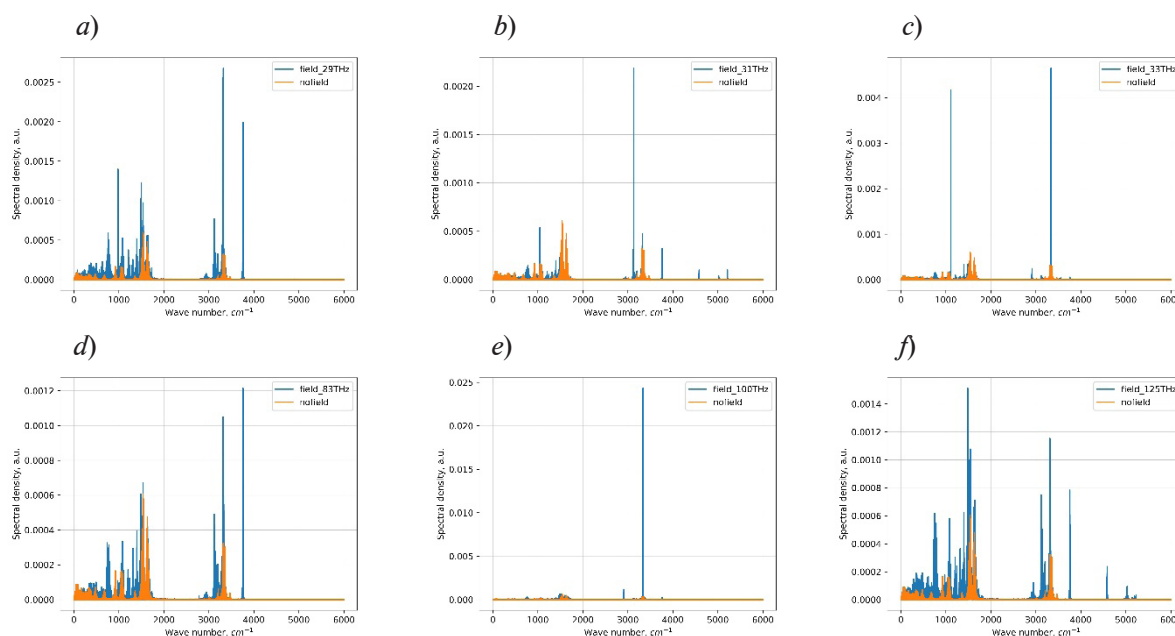 a) b) c)
field_29THz
nofield
0.0025
0.0020
0.0015
0.0010
0.0005
0.0000
Spectral density, a.u.
0 1000 2000 3000 4000 5000 6000
Wave number, cm⁻¹
field_31THz
nofield
0.0020
0.0015
0.0010
0.0005
0.0000
Spectral density, a.u.
0 1000 2000 3000 4000 5000 6000
Wave number, cm⁻¹
field_33THz
nofield
0.004
0.003
0.002
0.001
0.000
Spectral density, a.u.
0 1000 2000 3000 4000 5000 6000
Wave number, cm⁻¹
d) e) f)
field_83THz
nofield
0.0012
0.0010
0.0008
0.0006
0.0004
0.0002
0.0000
Spectral density, a.u.
0 1000 2000 3000 4000 5000 6000
Wave number, cm⁻¹
field_100THz
nofield
0.025
0.020
0.015
0.010
0.005
0.000
Spectral density, a.u.
0 1000 2000 3000 4000 5000 6000
Wave number, cm⁻¹
field_125THz
nofield
0.0014
0.0012
0.0010
0.0008
0.0006
0.0004
0.0002
0.0000
Spectral density, a.u.
0 1000 2000 3000 4000 5000 6000
Wave number, cm⁻¹